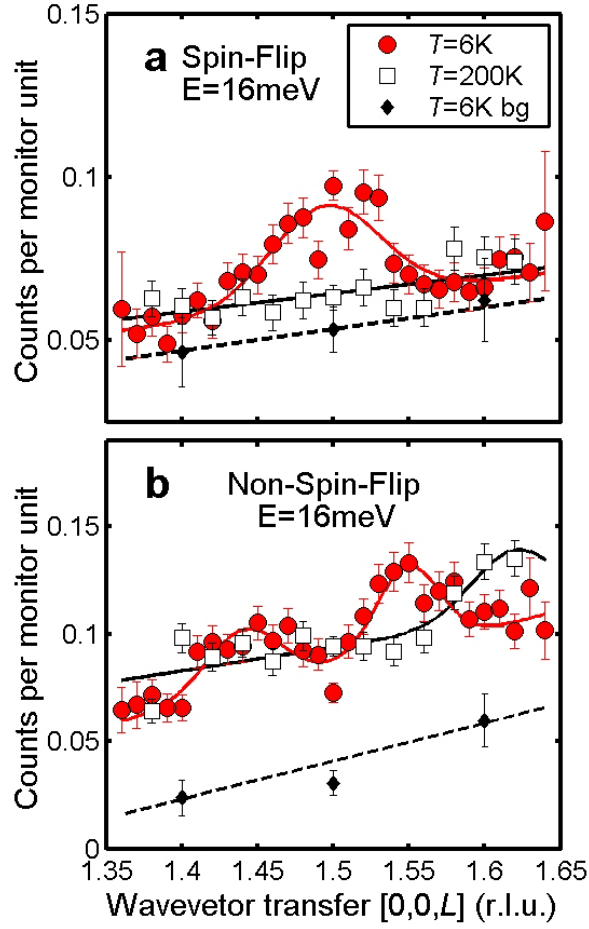 0.15
a Spin-Flip
E=16meV
T=6K
T=200K
T=6K bg
0.1
0.05
Counts per monitor unit
b Non-Spin-Flip
E=16meV
0.15
0.1
0.05
0
Counts per monitor unit
1.35 1.4 1.45 1.5 1.55 1.6 1.65
Wavevetor transfer [0,0,L] (r.l.u.)